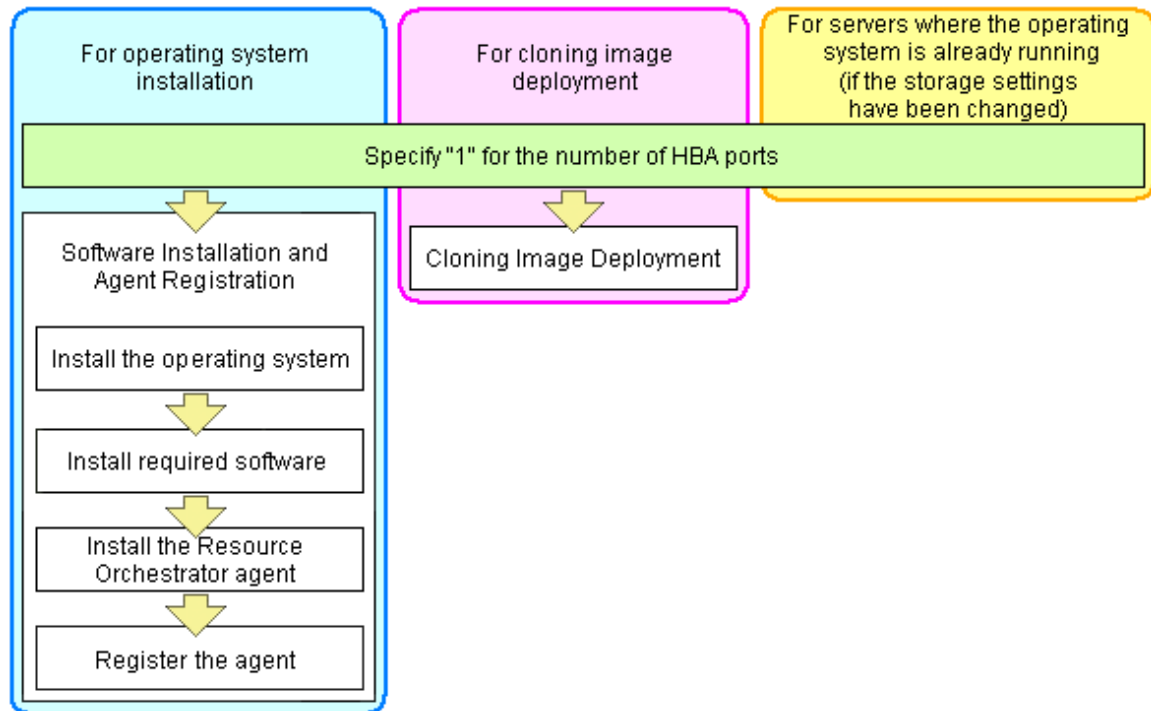 For operating system
installation
For cloning image
deployment
For servers where the operating
system is already running
(if the storage settings
have been changed)
Specify "1" for the number of HBA ports
Software Installation and
Agent Registration
Install the operating system
Install required software
Install the Resource
Orchestrator agent
Register the agent
Cloning Image Deployment